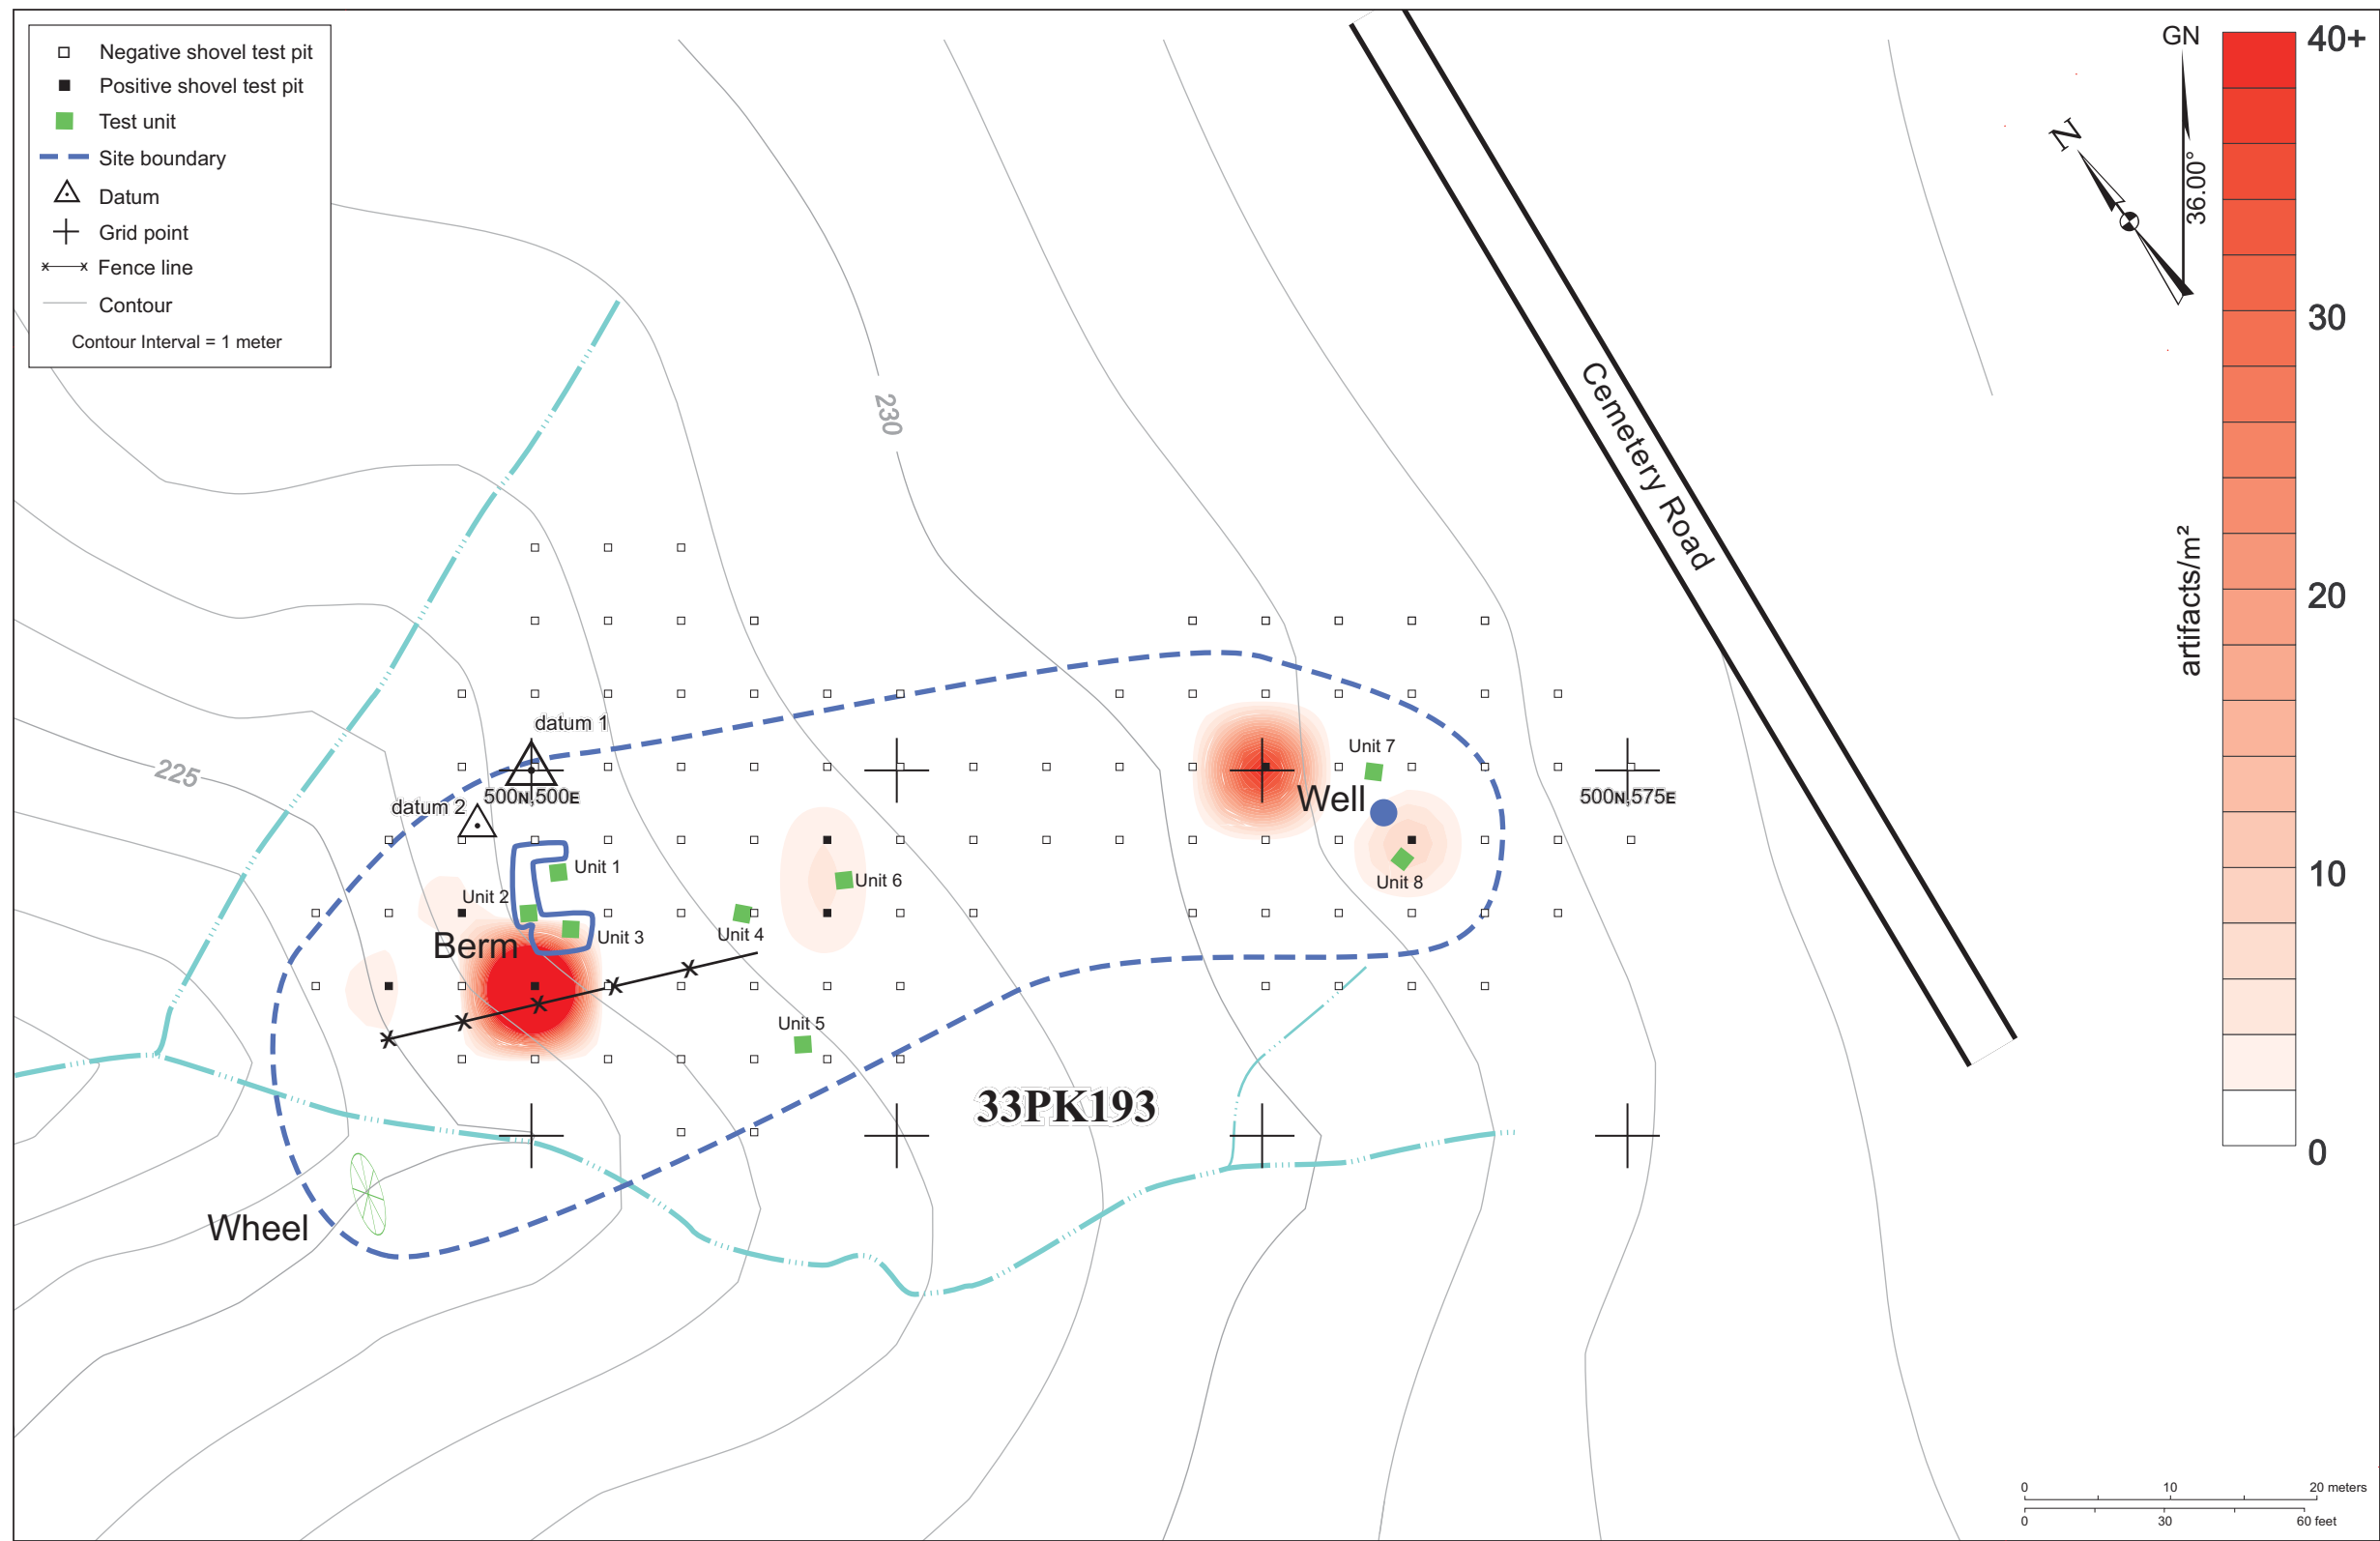 Negative shovel test pit
Positive shovel test pit
Test unit
Site boundary
Datum
Grid point
Fence line
Contour
Contour Interval = 1 meter
GN
N
36.00°
40+
30
20
10
0
artifacts/m²
Cemetery Road
230
225
datum 1
500N,500E
datum 2
Unit 1
Unit 2
Unit 3
Berm
Unit 4
Unit 5
Unit 6
Unit 7
Well
Unit 8
500N,575E
33PK193
Wheel
0 10 20 meters
0 30 60 feet